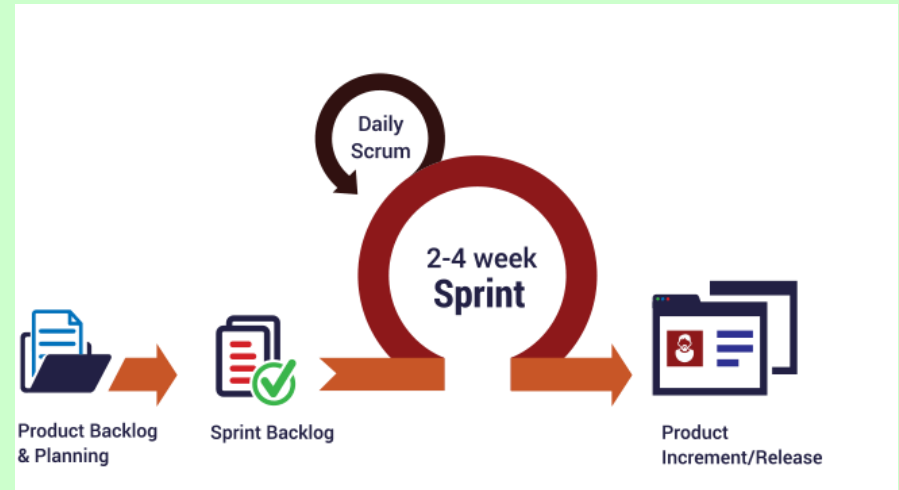 Daily
Scrum
2-4 week
Sprint
Product Backlog
& Planning
Sprint Backlog
Product
Increment/Release